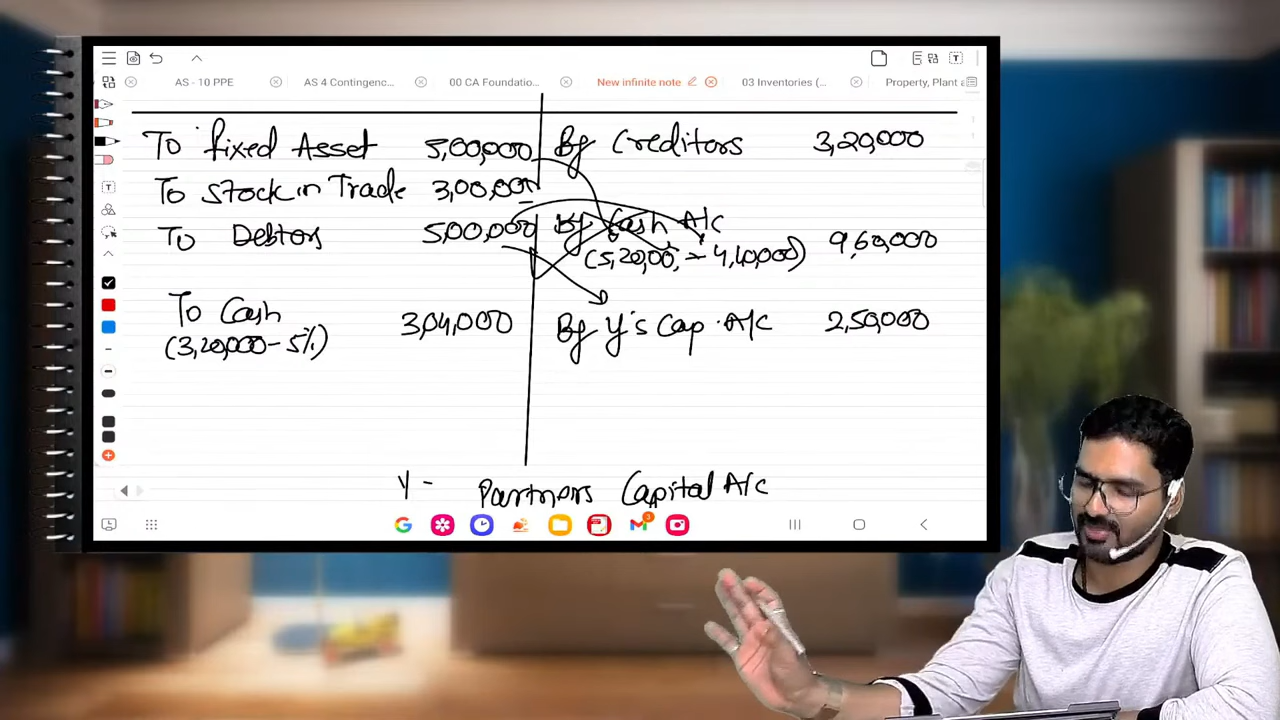 AS - 10 PPE
AS 4 Contingenc...
00 CA Foundatio...
New infinite note
03 Inventories (...
Property, Plant a
To fixed Asset 5,00,000 By Creditors 3,20,000
To Stock in Trade 3,00,000
To Debtors 5,00,000 By Cash A/c
(5,20,00, - 4,40,000) 9,60,000
To Cash 3,04,000 By Y's Cap. A/c 2,50,000
(3,20,000 - 5%)
Y - Partners Capital A/c